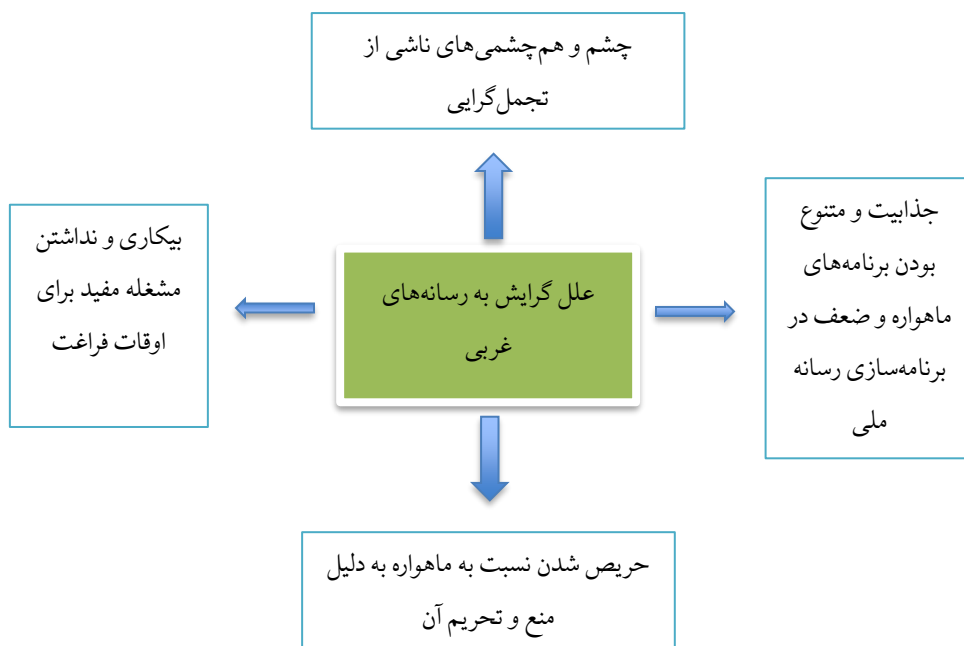 چشم و هم‌چشمی‌های ناشی از
تجمل‌گرایی
جذابیت و متنوع
بودن برنامه‌های
ماهواره و ضعف در
برنامه‌سازی رسانه
ملی
علل گرایش به رسانه‌های
غربی
بیکاری و نداشتن
مشغله مفید برای
اوقات فراغت
حریص شدن نسبت به ماهواره به دلیل
منع و تحریم آن